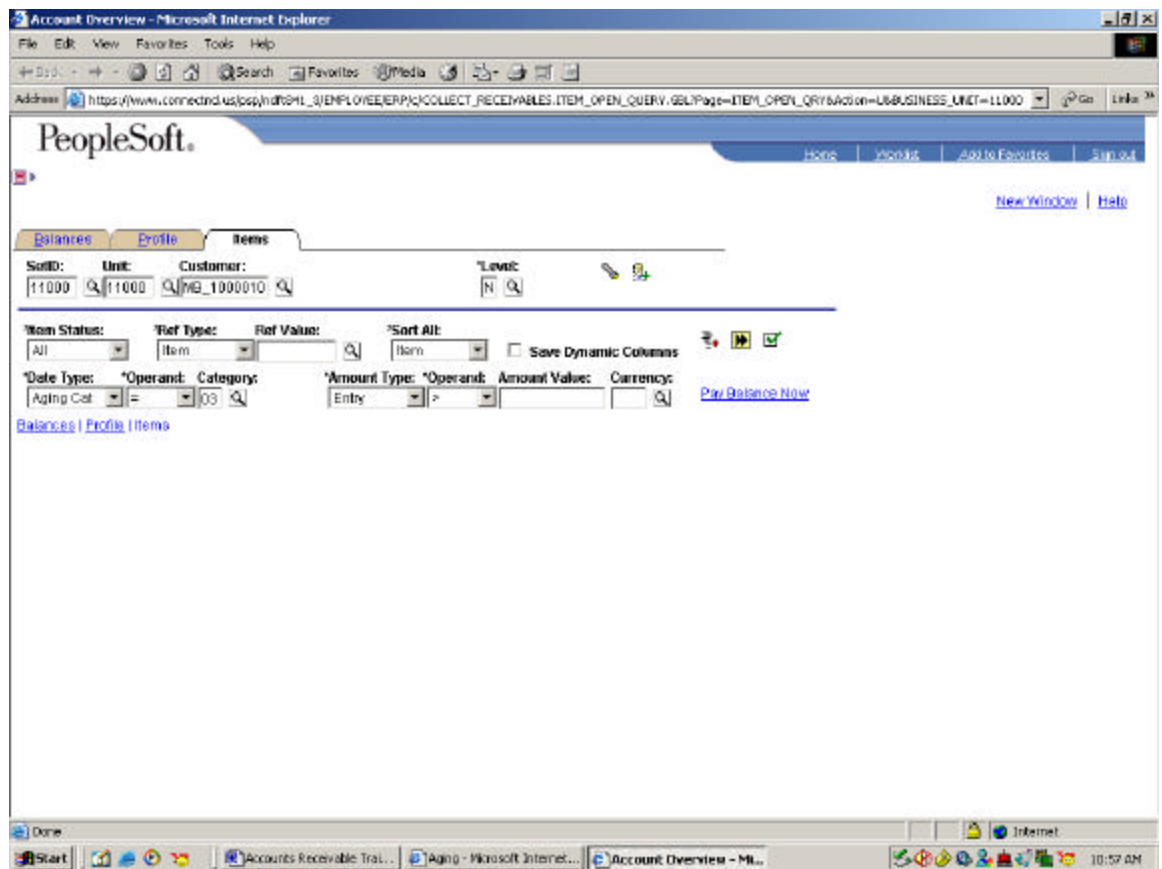 Account Overview - Microsoft Internet Explorer
File Edit View Favorites Tools Help
Back Search Favorites Media
Address https://www.connectnd.us/psp/ndft841_3/EMPLOYEE/ERP/c/COLLECT_RECEIVABLES.ITEM_OPEN_QUERY.GBL?Page=ITEM_OPEN_QRY&Action=U&BUSINESS_UNIT=11000 Go Links »
PeopleSoft.
Home Worklist Add to Favorites Sign out
New Window | Help
Balances Profile Items
SetID: Unit: Customer: *Level:
11000 11000 MB_1000010 N
*Item Status: *Ref Type: Ref Value: *Sort All:
All Item Item Save Dynamic Columns
*Date Type: *Operand: Category: *Amount Type: *Operand: Amount Value: Currency:
Aging Cat = 03 Entry > Pay Balance Now
Balances | Profile | Items
Done Internet
Start Accounts Receivable Trai... Aging - Microsoft Internet... Account Overview - Mi... 10:57 AM